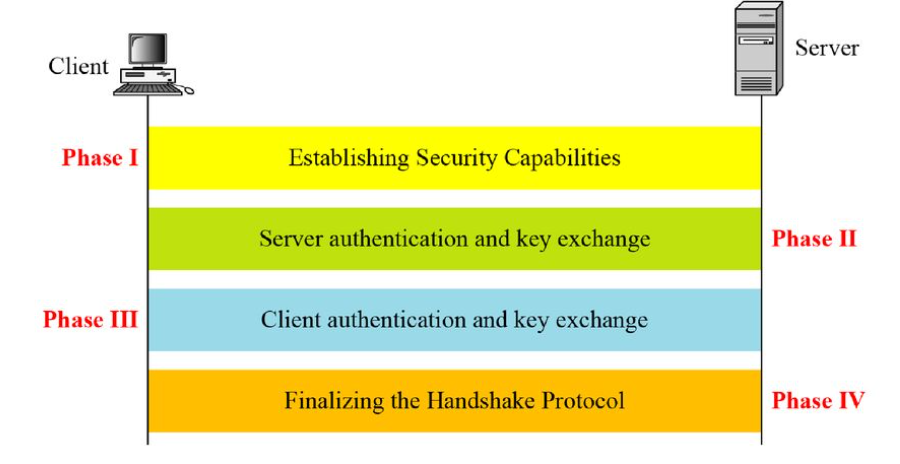 Client
Server
Phase I
Establishing Security Capabilities
Server authentication and key exchange
Phase II
Phase III
Client authentication and key exchange
Finalizing the Handshake Protocol
Phase IV